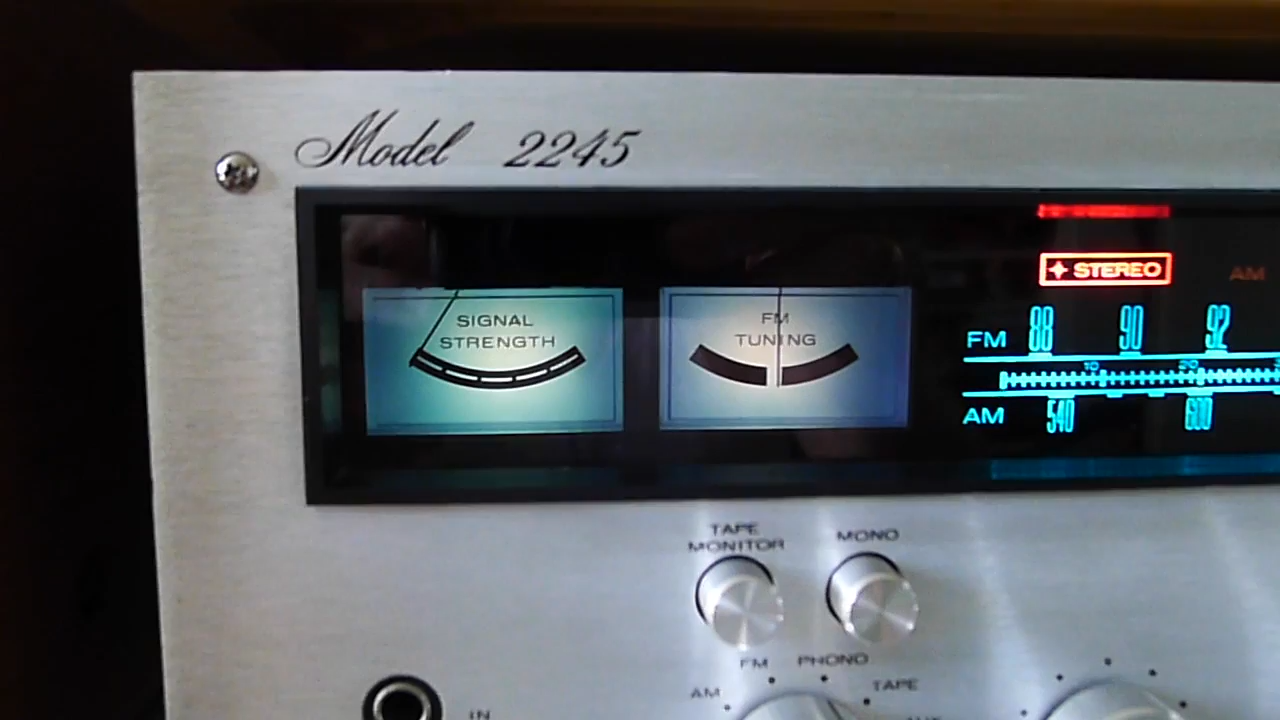 Model 2245
SIGNAL
STRENGTH
FM
TUNING
STEREO
AM
FM 88 90 92
10 20
AM 540 600
TAPE
MONITOR
MONO
FM PHONO
AM TAPE
IN